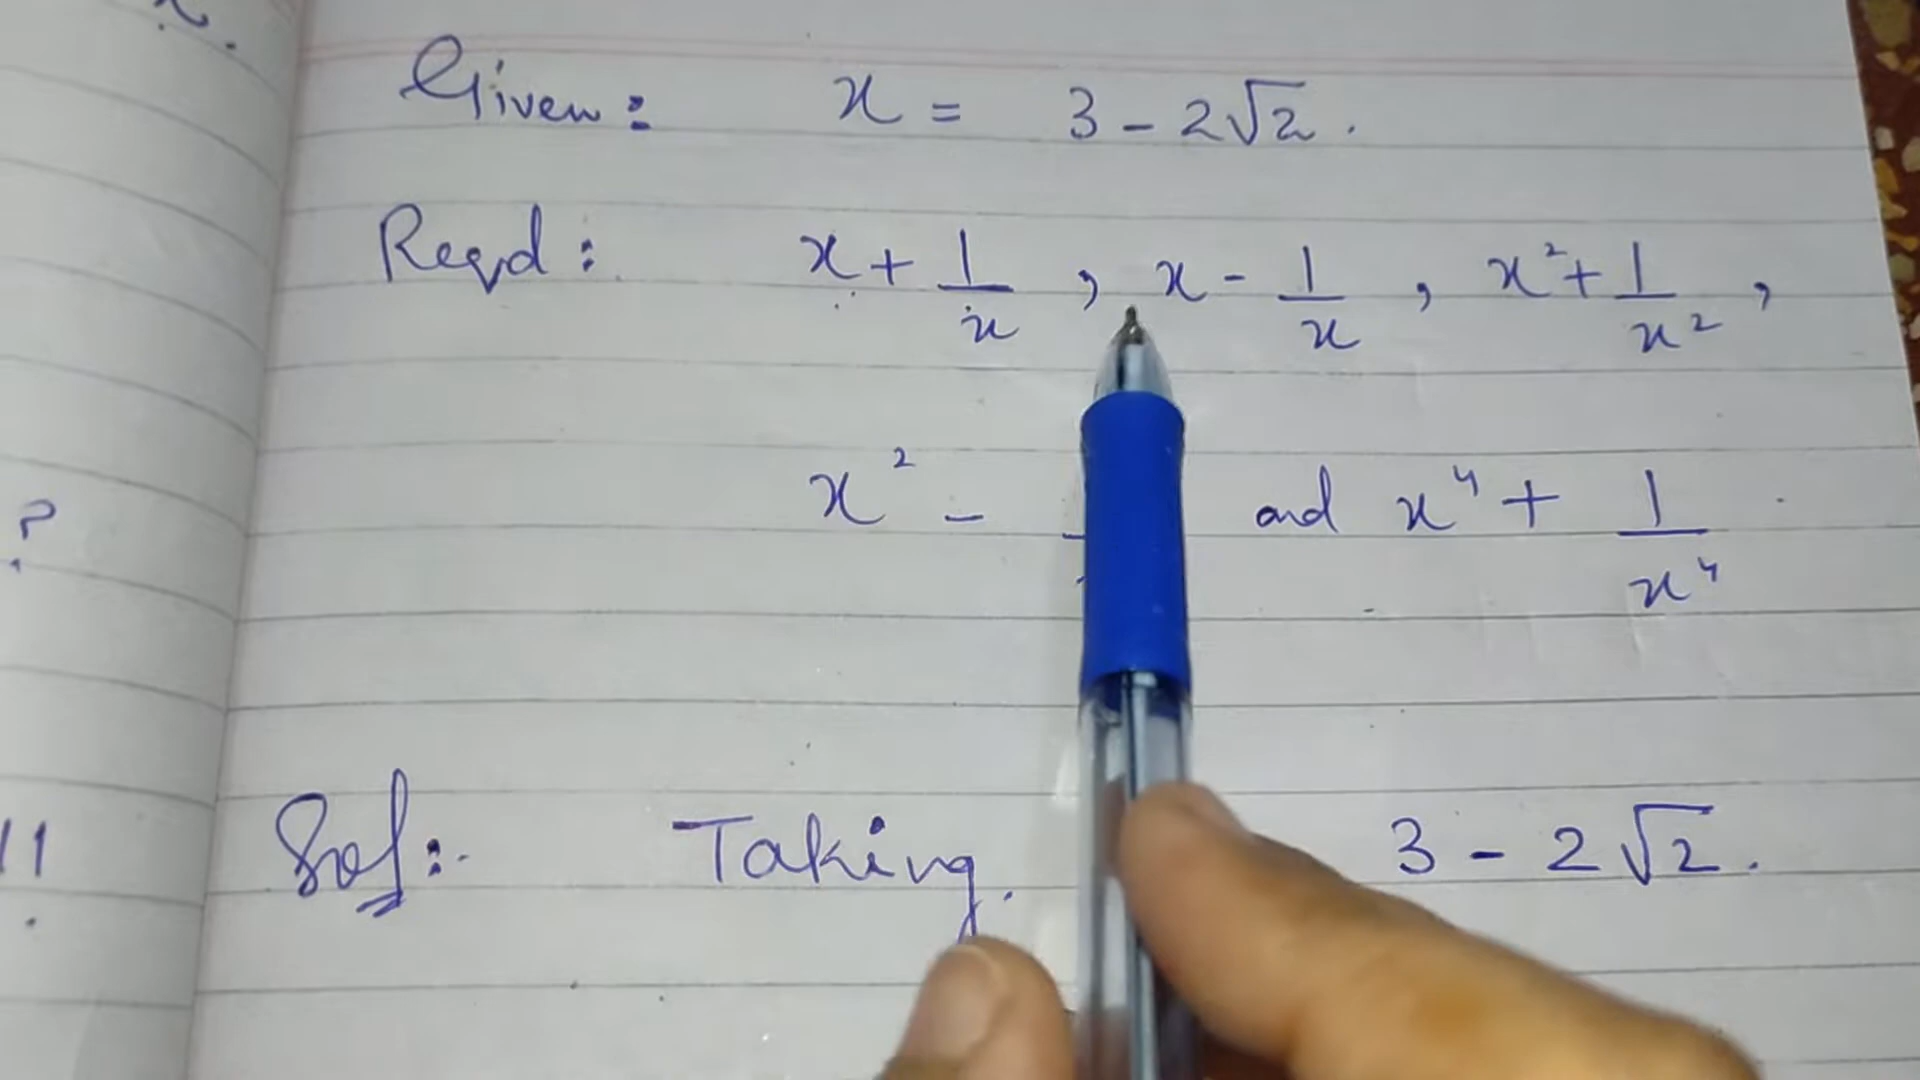 Given: x = 3 - 2√2.
Reqd: x + 1/x , x - 1/x , x² + 1/x² ,
x² - and x⁴ + 1/x⁴
Sol:- Taking 3 - 2√2.
?
11